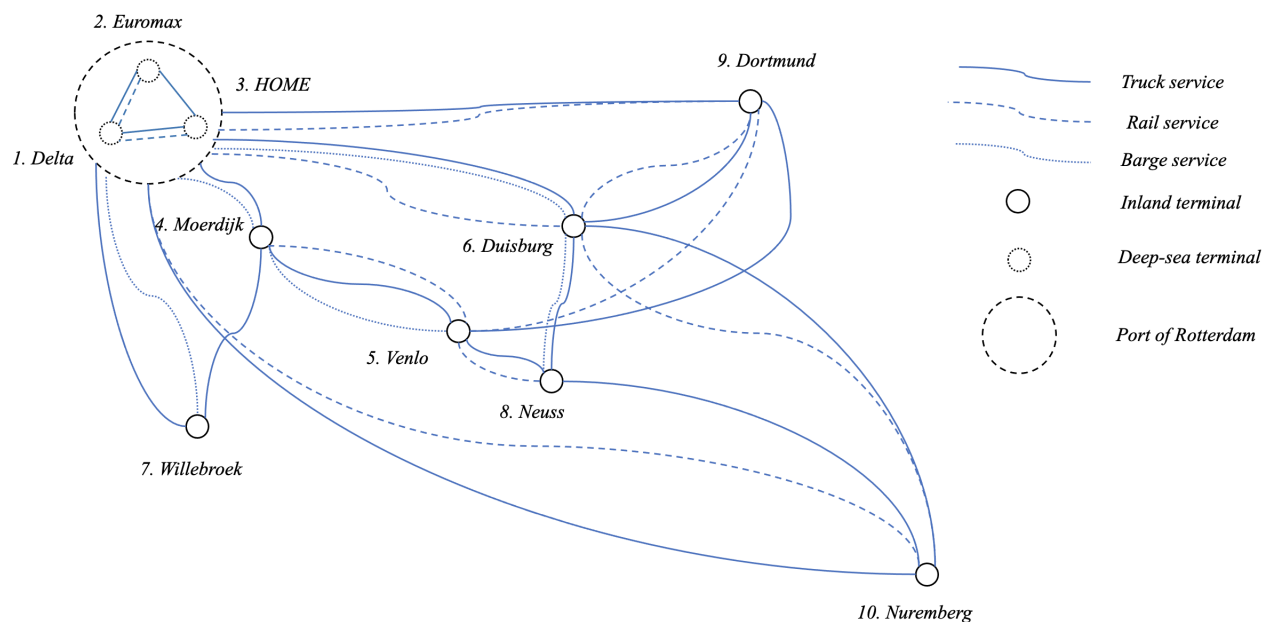 2. Euromax
9. Dortmund
3. HOME
Truck service
Rail service
1. Delta
Barge service
Inland terminal
4. Moerdijk
6. Duisburg
Deep-sea terminal
Port of Rotterdam
5. Venlo
8. Neuss
7. Willebroek
10. Nuremberg